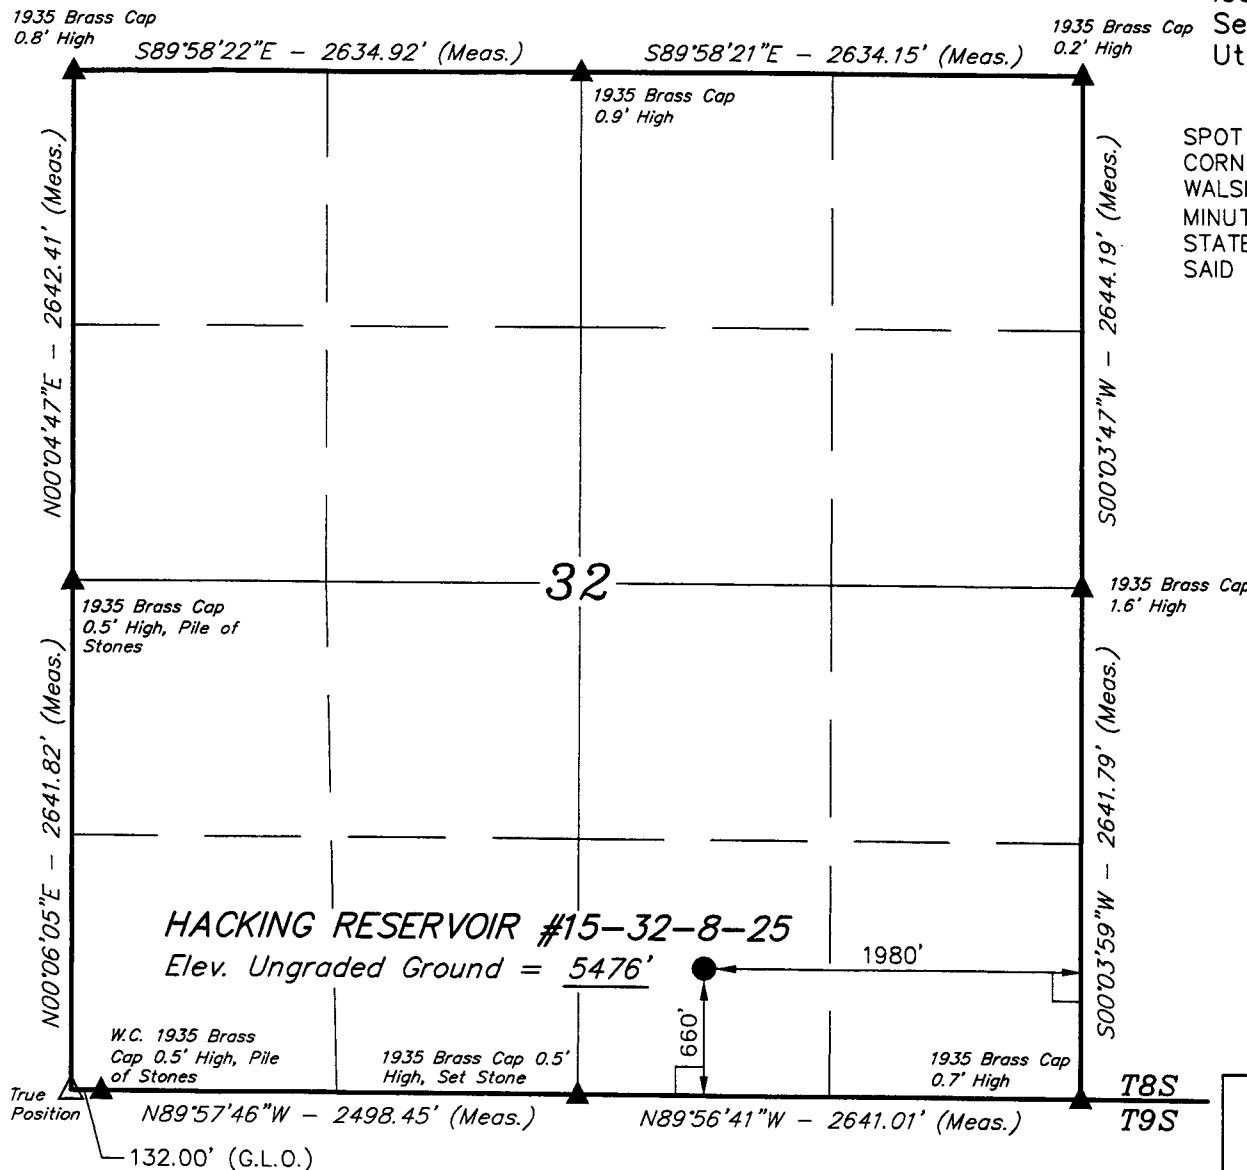 1935 Brass Cap
0.8' High
S89°58'22"E - 2634.92' (Meas.)
S89°58'21"E - 2634.15' (Meas.)
1935 Brass Cap
0.2' High
Se
Ut
1935 Brass Cap
0.9' High
SPOT
CORN
WALS
MINUT
STATE
SAID
N00°04'47"E - 2642.41' (Meas.)
S00°03'47"W - 2644.19' (Meas.)
32
1935 Brass Cap
0.5' High, Pile of
Stones
1935 Brass Cap
1.6' High
N00°06'05"E - 2641.82' (Meas.)
S00°03'59"W - 2641.79' (Meas.)
HACKING RESERVOIR #15-32-8-25
Elev. Ungraded Ground = 5476'
1980'
660'
W.C. 1935 Brass
Cap 0.5' High, Pile
of Stones
1935 Brass Cap 0.5'
High, Set Stone
1935 Brass Cap
0.7' High
True
Position
N89°57'46"W - 2498.45' (Meas.)
N89°56'41"W - 2641.01' (Meas.)
T8S
T9S
132.00' (G.L.O.)